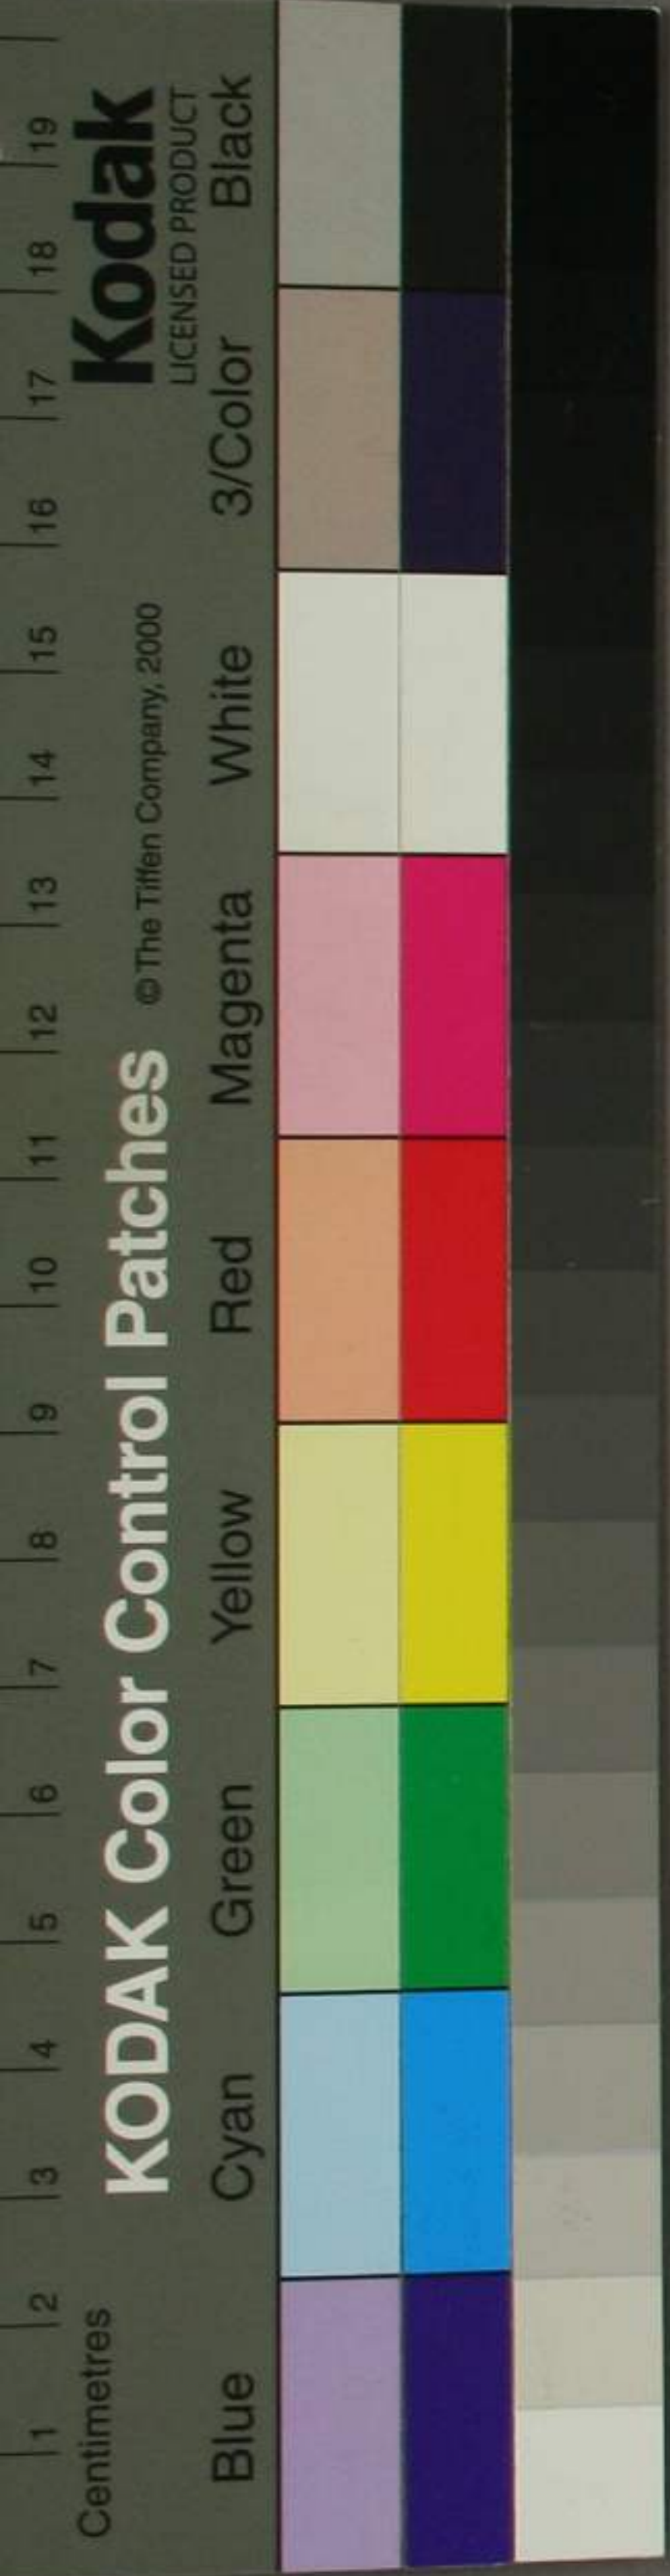 Centimetres
1 2 3 4 5 6 7 8 9 10 11 12 13 14 15 16 17 18 19
KODAK Color Control Patches © The Tiffen Company, 2000
Kodak
LICENSED PRODUCT
Blue Cyan Green Yellow Red Magenta White 3/Color Black